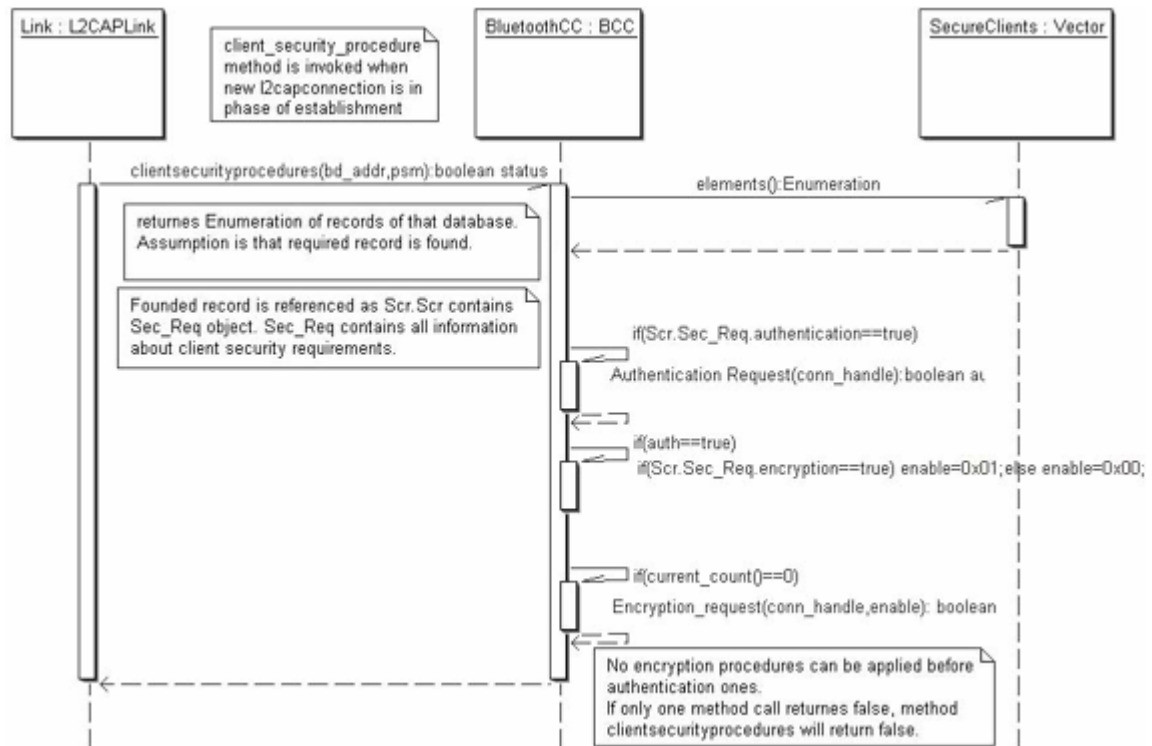 Link : L2CAPLink
client_security_procedure
method is invoked when
new l2capconnection is in
phase of establishment
BluetoothCC : BCC
SecureClients : Vector
clientsecurityprocedures(bd_addr,psm):boolean status
elements():Enumeration
returnes Enumeration of records of that database.
Assumption is that required record is found.
Founded record is referenced as Scr.Scr contains
Sec_Req object. Sec_Req contains all information
about client security requirements.
if(Scr.Sec_Req.authentication==true)
Authentication Request(conn_handle):boolean au
if(auth==true)
if(Scr.Sec_Req.encryption==true) enable=0x01;else enable=0x00;
if(current_count()==0)
Encryption_request(conn_handle,enable): boolean
No encryption procedures can be applied before
authentication ones.
If only one method call returnes false, method
clientsecurityprocedures will return false.